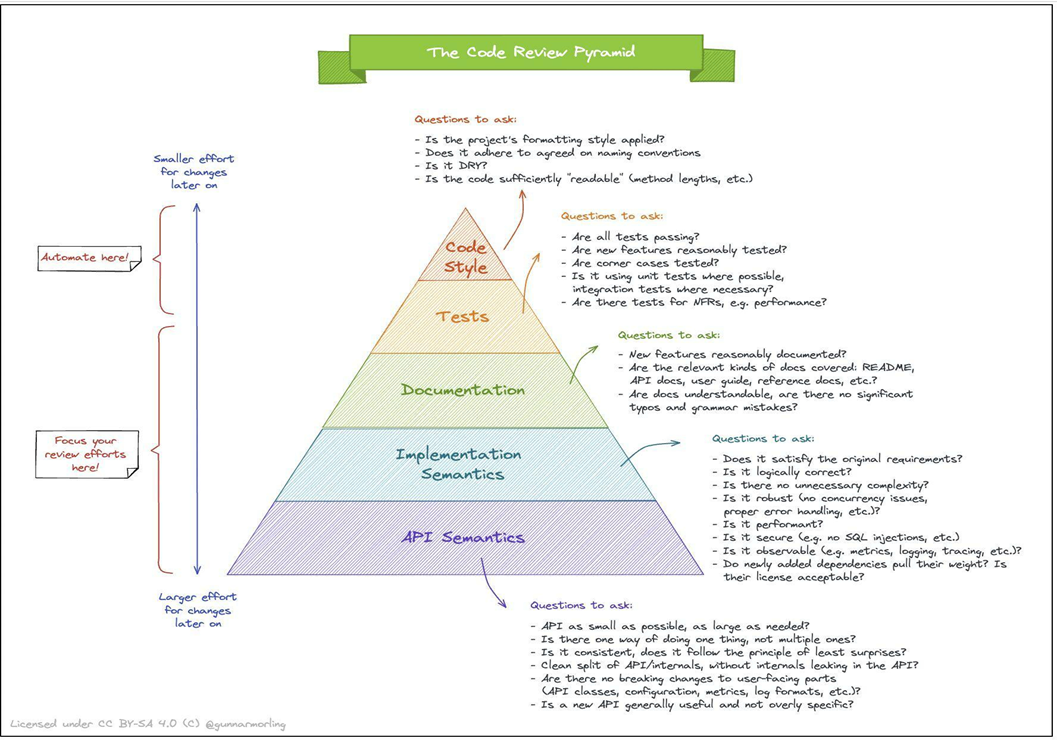 The Code Review Pyramid
Questions to ask:
- Is the project's formatting style applied?
- Does it adhere to agreed on naming conventions
- Is it DRY?
- Is the code sufficiently "readable" (method lengths, etc.)
Smaller effort
for changes
later on
Automate here!
Focus your
review efforts
here!
Larger effort
for changes
later on
Code
Style
Tests
Documentation
Implementation
Semantics
API Semantics
Questions to ask:
- Are all tests passing?
- Are new features reasonably tested?
- Are corner cases tested?
- Is it using unit tests where possible,
integration tests where necessary?
- Are there tests for NFRs, e.g. performance?
Questions to ask:
- New features reasonably documented?
- Are the relevant kinds of docs covered: README,
API docs, user guide, reference docs, etc.?
- Are docs understandable, are there no significant
typos and grammar mistakes?
Questions to ask:
- Does it satisfy the original requirements?
- Is it logically correct?
- Is there no unnecessary complexity?
- Is it robust (no concurrency issues,
proper error handling, etc.)?
- Is it performant?
- Is it secure (e.g. no SQL injections, etc.)
- Is it observable (e.g. metrics, logging, tracing, etc.)?
- Do newly added dependencies pull their weight? Is
their license acceptable?
Questions to ask:
- API as small as possible, as large as needed?
- Is there one way of doing one thing, not multiple ones?
- Is it consistent, does it follow the principle of least surprises?
- Clean split of API/internals, without internals leaking in the API?
- Are there no breaking changes to user-facing parts
(API classes, configuration, metrics, log formats, etc.)?
- Is a new API generally useful and not overly specific?
Licensed under CC BY-SA 4.0 (C) @gunnarmorling